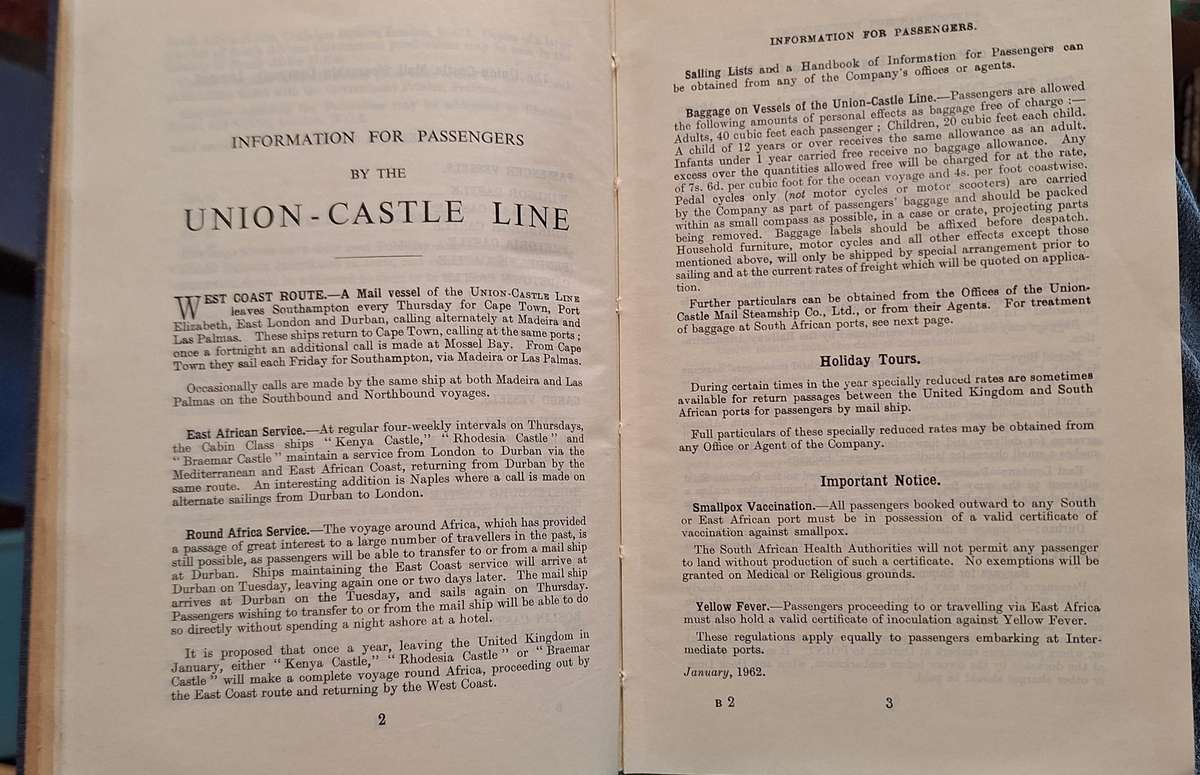 INFORMATION FOR PASSENGERS
BY THE
UNION-CASTLE LINE
WEST COAST ROUTE.—A Mail vessel of the UNION-CASTLE LINE
leaves Southampton every Thursday for Cape Town, Port
Elizabeth, East London and Durban, calling alternately at Madeira and
Las Palmas. These ships return to Cape Town, calling at the same ports;
once a fortnight an additional call is made at Mossel Bay. From Cape
Town they sail each Friday for Southampton, via Madeira or Las Palmas.
Occasionally calls are made by the same ship at both Madeira and Las
Palmas on the Southbound and Northbound voyages.
East African Service.—At regular four-weekly intervals on Thursdays,
the Cabin Class ships "Kenya Castle," "Rhodesia Castle" and
"Braemar Castle" maintain a service from London to Durban via the
Mediterranean and East African Coast, returning from Durban by the
same route. An interesting addition is Naples where a call is made on
alternate sailings from Durban to London.
Round Africa Service.—The voyage around Africa, which has provided
a passage of great interest to a large number of travellers in the past, is
still possible, as passengers will be able to transfer to or from a mail ship
at Durban. Ships maintaining the East Coast service will arrive at
Durban on Tuesday, leaving again one or two days later. The mail ship
arrives at Durban on the Tuesday, and sails again on Thursday.
Passengers wishing to transfer to or from the mail ship will be able to do
so directly without spending a night ashore at a hotel.
It is proposed that once a year, leaving the United Kingdom in
January, either "Kenya Castle," "Rhodesia Castle" or "Braemar
Castle" will make a complete voyage round Africa, proceeding out by
the East Coast route and returning by the West Coast.
2
INFORMATION FOR PASSENGERS.
Sailing Lists and a Handbook of Information for Passengers can
be obtained from any of the Company's offices or agents.
Baggage on Vessels of the Union-Castle Line.—Passengers are allowed
the following amounts of personal effects as baggage free of charge:—
Adults, 40 cubic feet each passenger; Children, 20 cubic feet each child.
A child of 12 years or over receives the same allowance as an adult.
Infants under 1 year carried free receive no baggage allowance. Any
excess over the quantities allowed free will be charged for at the rate,
of 7s. 6d. per cubic foot for the ocean voyage and 4s. per foot coastwise.
Pedal cycles only (not motor cycles or motor scooters) are carried
by the Company as part of passengers' baggage and should be packed
within as small compass as possible, in a case or crate, projecting parts
being removed. Baggage labels should be affixed before despatch.
Household furniture, motor cycles and all other effects except those
mentioned above, will only be shipped by special arrangement prior to
sailing and at the current rates of freight which will be quoted on applica-
tion.
Further particulars can be obtained from the Offices of the Union-
Castle Mail Steamship Co., Ltd., or from their Agents. For treatment
of baggage at South African ports, see next page.
Holiday Tours.
During certain times in the year specially reduced rates are sometimes
available for return passages between the United Kingdom and South
African ports for passengers by mail ship.
Full particulars of these specially reduced rates may be obtained from
any Office or Agent of the Company.
Important Notice.
Smallpox Vaccination.—All passengers booked outward to any South
or East African port must be in possession of a valid certificate of
vaccination against smallpox.
The South African Health Authorities will not permit any passenger
to land without production of such a certificate. No exemptions will be
granted on Medical or Religious grounds.
Yellow Fever.—Passengers proceeding to or travelling via East Africa
must also hold a valid certificate of inoculation against Yellow Fever.
These regulations apply equally to passengers embarking at Inter-
mediate ports.
January, 1962.
B 2
3